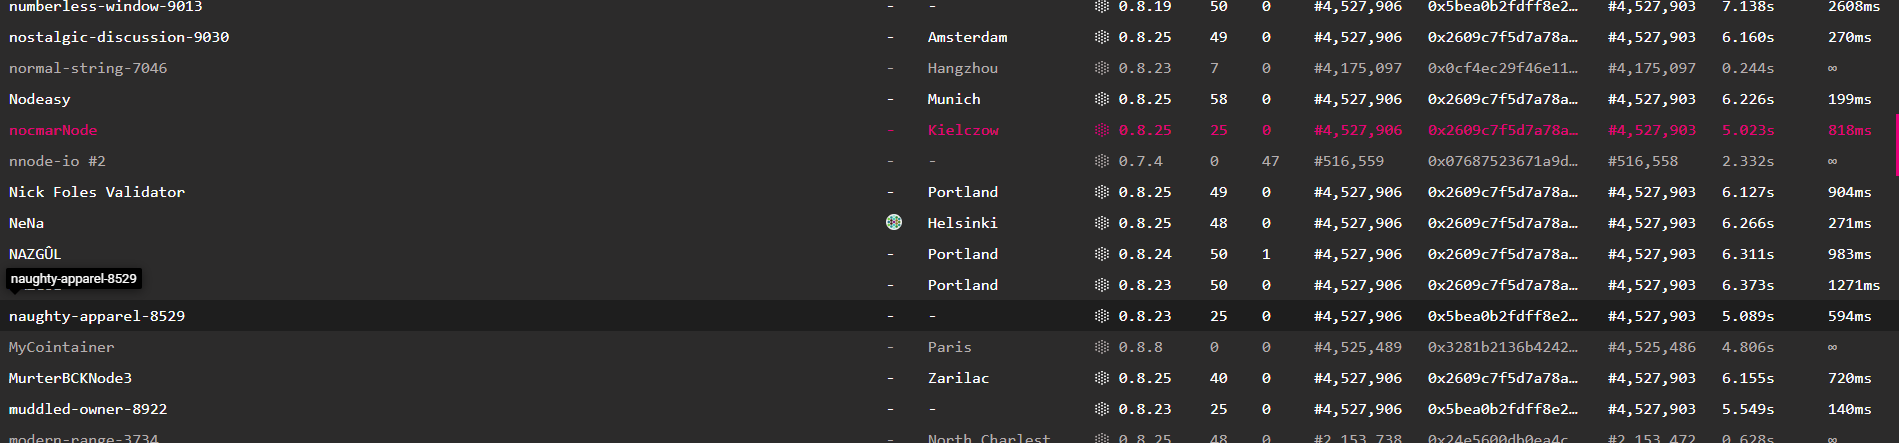 numberless-window-9013 - - 0.8.19 50 0 #4,527,906 0x5bea0b2fdff8e2… #4,527,903 7.138s 2608ms
nostalgic-discussion-9030 - Amsterdam 0.8.25 49 0 #4,527,906 0x2609c7f5d7a78a… #4,527,903 6.160s 270ms
normal-string-7046 - Hangzhou 0.8.23 7 0 #4,175,097 0x0cf4ec29f46e11… #4,175,097 0.244s ∞
Nodeasy - Munich 0.8.25 58 0 #4,527,906 0x2609c7f5d7a78a… #4,527,903 6.226s 199ms
nocmarNode - Kielczow 0.8.25 25 0 #4,527,906 0x2609c7f5d7a78a… #4,527,903 5.023s 818ms
nnode-io #2 - - 0.7.4 0 47 #516,559 0x07687523671a9d… #516,558 2.332s ∞
Nick Foles Validator - Portland 0.8.25 49 0 #4,527,906 0x2609c7f5d7a78a… #4,527,903 6.127s 904ms
NeNa Helsinki 0.8.25 48 0 #4,527,906 0x2609c7f5d7a78a… #4,527,903 6.266s 271ms
NAZGÛL - Portland 0.8.24 50 1 #4,527,906 0x2609c7f5d7a78a… #4,527,903 6.311s 983ms
naughty-apparel-8529
- Portland 0.8.23 50 0 #4,527,906 0x2609c7f5d7a78a… #4,527,903 6.373s 1271ms
naughty-apparel-8529 - - 0.8.23 25 0 #4,527,906 0x5bea0b2fdff8e2… #4,527,903 5.089s 594ms
MyCointainer - Paris 0.8.8 0 0 #4,525,489 0x3281b2136b4242… #4,525,486 4.806s ∞
MurterBCKNode3 - Zarilac 0.8.25 40 0 #4,527,906 0x2609c7f5d7a78a… #4,527,903 6.155s 720ms
muddled-owner-8922 - - 0.8.23 25 0 #4,527,906 0x5bea0b2fdff8e2… #4,527,903 5.549s 140ms
modern-range-3734 - North Charlest 0.8.25 48 0 #2,153,738 0x24e5600db0ea4c… #2,153,472 0.628s ∞